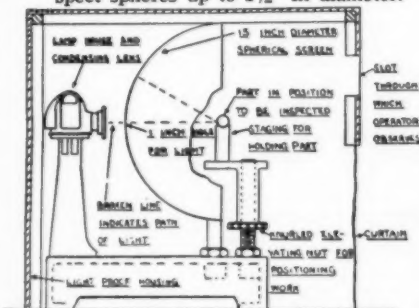 spect spheres up to 5½" in diameter.
LAMP HOUSE AND
CONDENSING LENS
15 INCH DIAMETER
SPHERICAL SCREEN
PART IN POSITION
TO BE INSPECTED
STAGING FOR
HOLDING PART
SLOT
THROUGH
WHICH
OPERATOR
OBSERVES
1 INCH HOLE
FOR LIGHT
BROKEN LINE
INDICATES PATH
OF LIGHT
KNURLED ELE-
VATING NUT FOR
POSITIONING
WORK
CURTAIN
LIGHT PROOF HOUSING